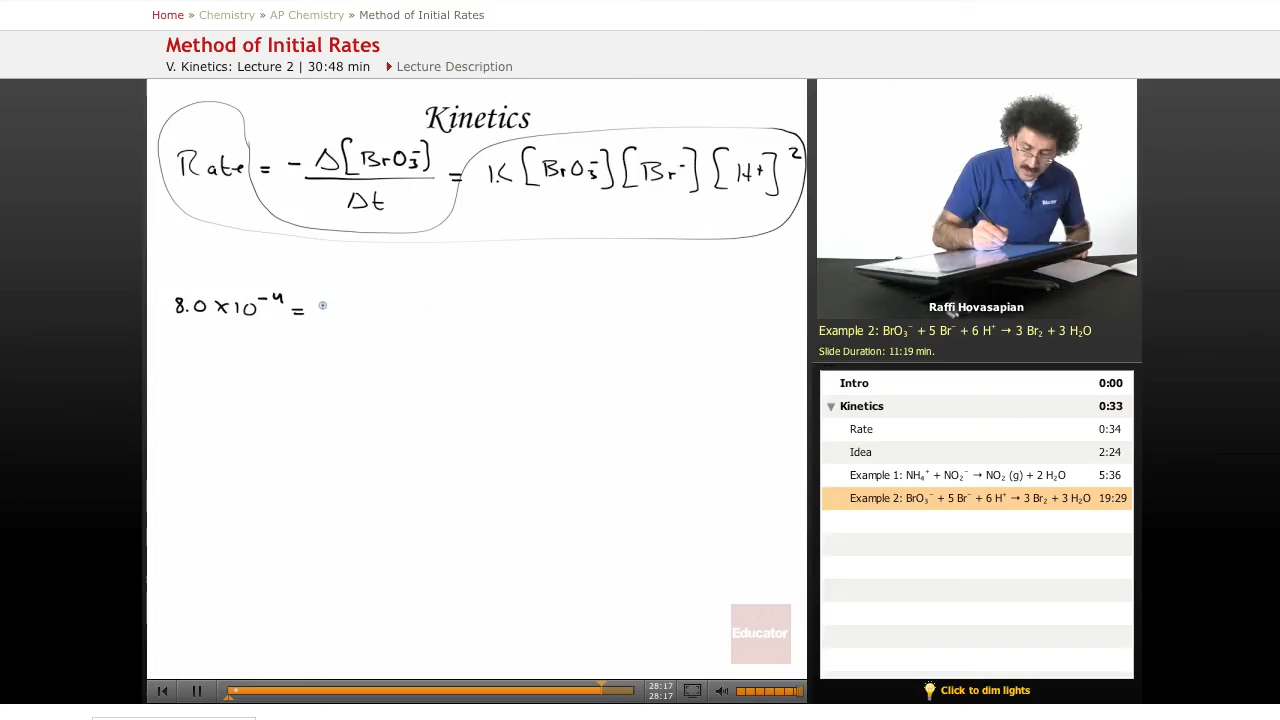 Home » Chemistry » AP Chemistry » Method of Initial Rates
Method of Initial Rates
V. Kinetics: Lecture 2 | 30:48 min Lecture Description
Kinetics
Rate = - Δ[BrO₃⁻] / Δt = K [BrO₃⁻] [Br⁻] [H⁺]²
8.0 × 10⁻⁴ =
Educator
Educator
Raffi Hovasapian
Example 2: BrO₃⁻ + 5 Br⁻ + 6 H⁺ → 3 Br₂ + 3 H₂O
Slide Duration: 11:19 min.
Intro 0:00
Kinetics 0:33
Rate 0:34
Idea 2:24
Example 1: NH₄⁺ + NO₂⁻ → NO₂ (g) + 2 H₂O 5:36
Example 2: BrO₃⁻ + 5 Br⁻ + 6 H⁺ → 3 Br₂ + 3 H₂O 19:29
28:17
28:17
Click to dim lights